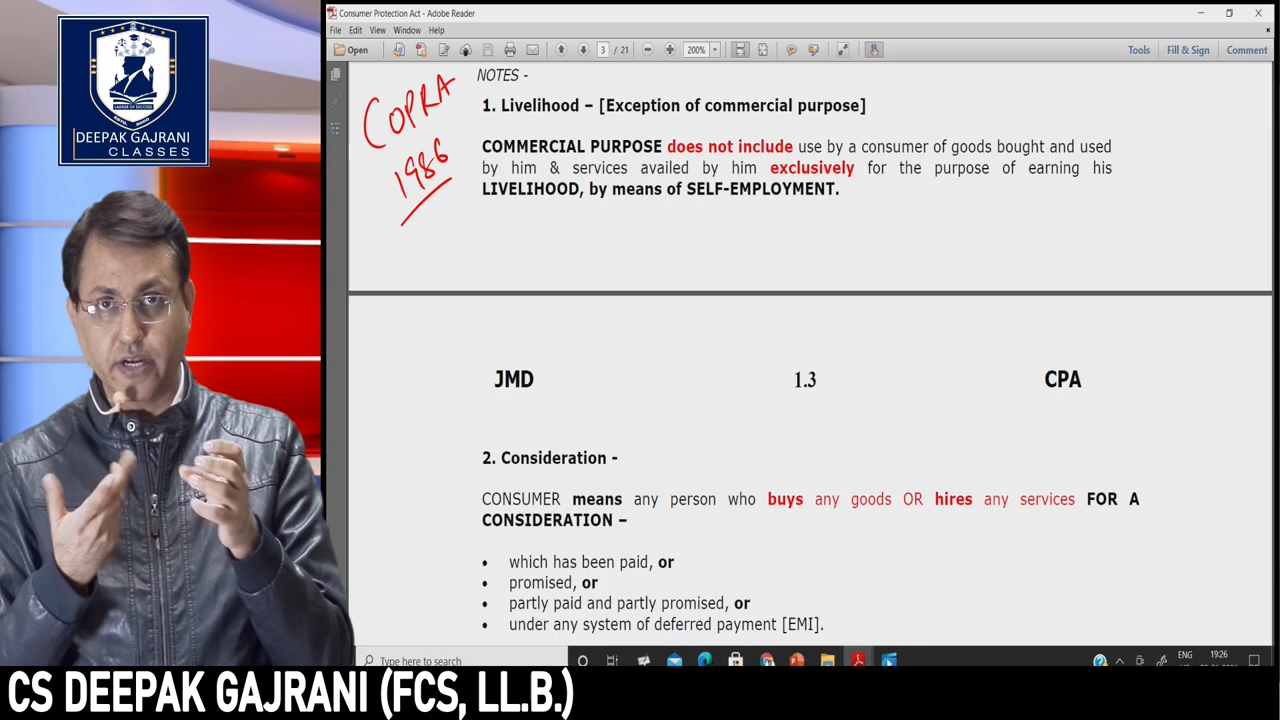 DEEPAK GAJRANI
CLASSES
Consumer Protection Act - Adobe Reader
File Edit View Window Help
Open 3 / 21 200% Tools Fill & Sign Comment
COPRA
1986
NOTES -
1. Livelihood – [Exception of commercial purpose]
COMMERCIAL PURPOSE does not include use by a consumer of goods bought and used
by him & services availed by him exclusively for the purpose of earning his
LIVELIHOOD, by means of SELF-EMPLOYMENT.
JMD 1.3 CPA
2. Consideration -
CONSUMER means any person who buys any goods OR hires any services FOR A
CONSIDERATION –
• which has been paid, or
• promised, or
• partly paid and partly promised, or
• under any system of deferred payment [EMI].
Type here to search
ENG 19:26
CS DEEPAK GAJRANI (FCS, LL.B.)